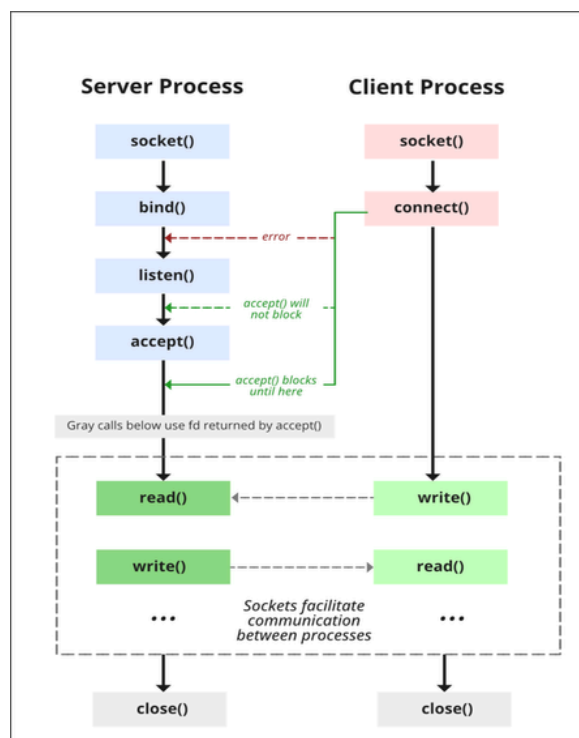 Server Process
Client Process
socket()
socket()
bind()
connect()
error
listen()
accept() will
not block
accept()
accept() blocks
until here
Gray calls below use fd returned by accept()
read()
write()
write()
read()
...
Sockets facilitate
communication
between processes
...
close()
close()